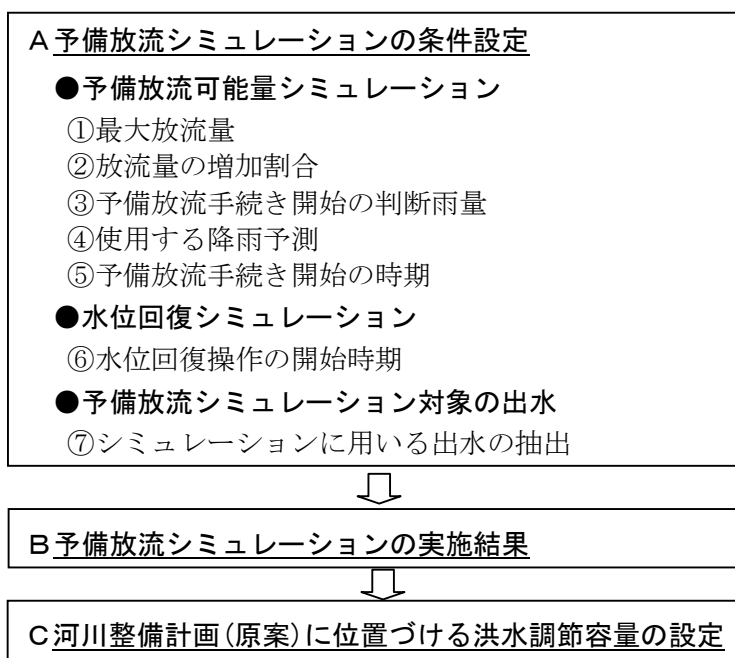 A予備放流シミュレーションの条件設定
●予備放流可能量シミュレーション
①最大放流量
②放流量の増加割合
③予備放流手続き開始の判断雨量
④使用する降雨予測
⑤予備放流手続き開始の時期
●水位回復シミュレーション
⑥水位回復操作の開始時期
●予備放流シミュレーション対象の出水
⑦シミュレーションに用いる出水の抽出
B予備放流シミュレーションの実施結果
C河川整備計画(原案)に位置づける洪水調節容量の設定